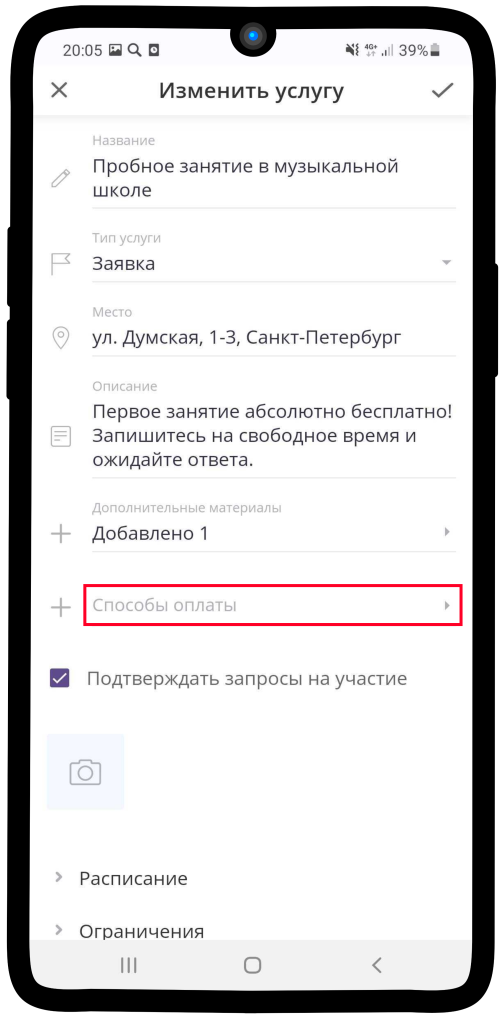 20:05 4G+ 39%
Изменить услугу
Название
Пробное занятие в музыкальной
школе
Тип услуги
Заявка
Место
ул. Думская, 1-3, Санкт-Петербург
Описание
Первое занятие абсолютно бесплатно!
Запишитесь на свободное время и
ожидайте ответа.
Дополнительные материалы
Добавлено 1
Способы оплаты
Подтверждать запросы на участие
Расписание
Ограничения